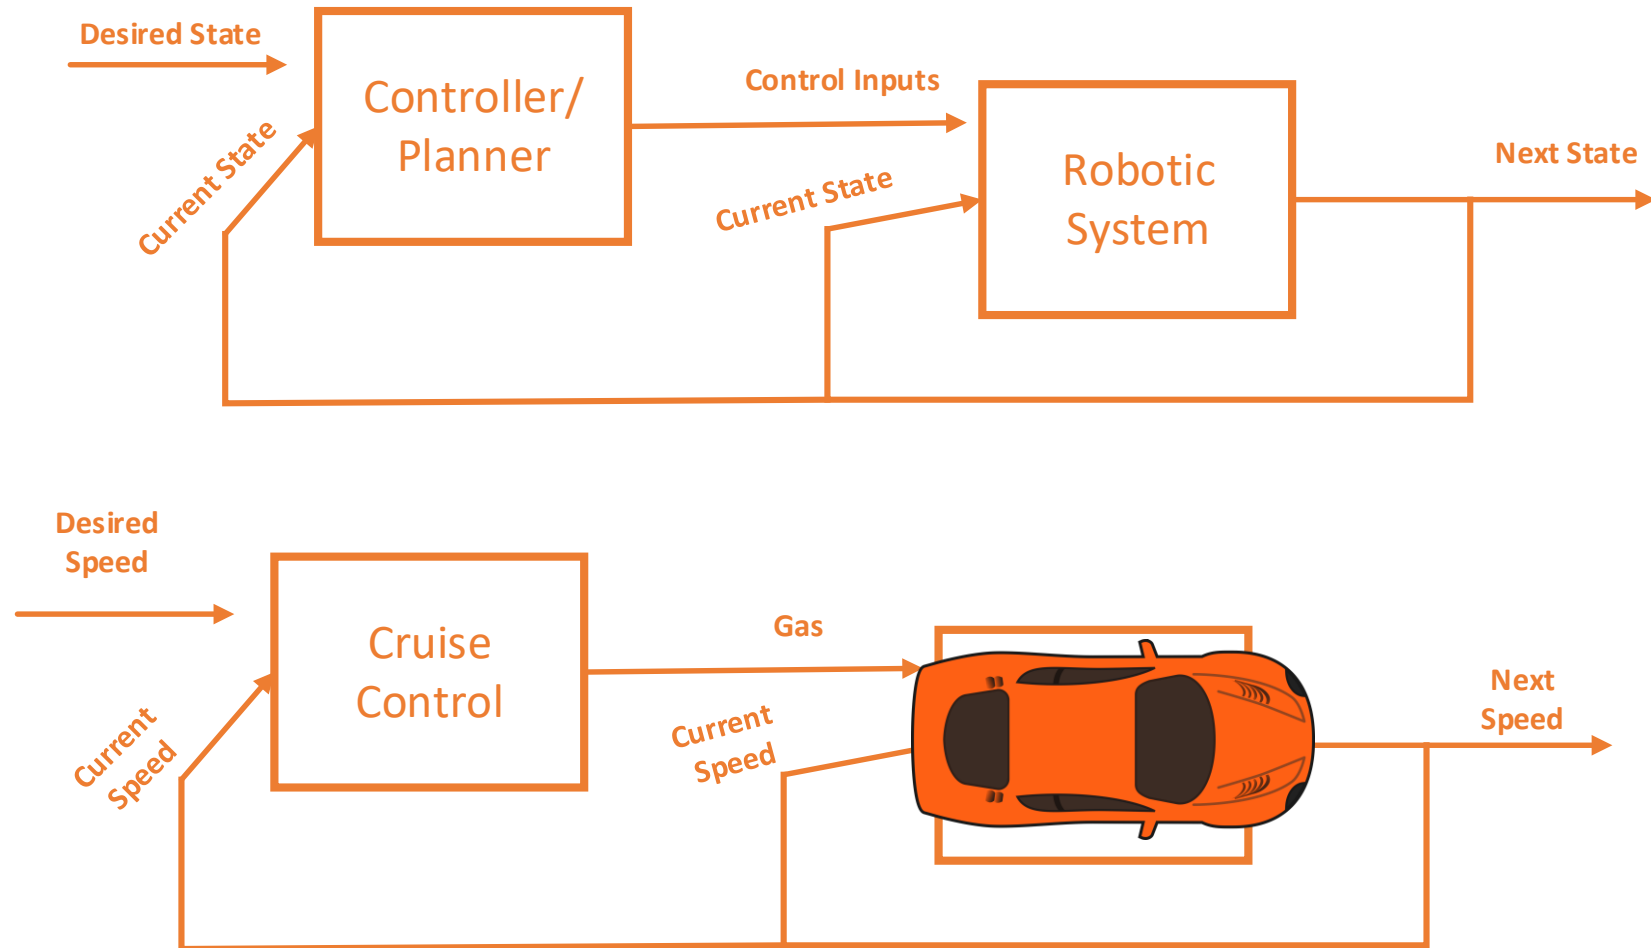 Desired State
Controller/
Planner
Current State
Control Inputs
Current State
Robotic
System
Next State
Desired
Speed
Cruise
Control
Current
Speed
Gas
Current
Speed
Next
Speed